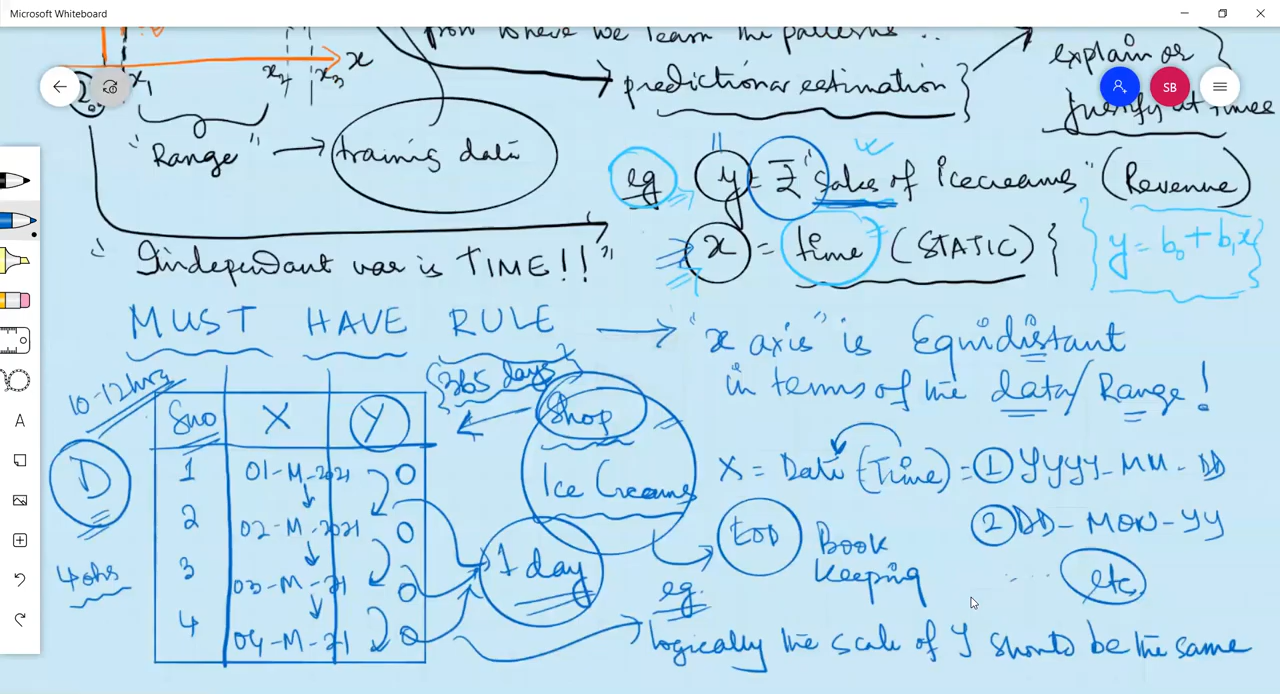 Microsoft Whiteboard
from where we learn the patterns..
x
x1 x3
prediction or estimation
explain or
justify at times
SB
"Range" → training data
eg y = Σ "Sales of Icecreams" (Revenue)
x = time (STATIC)
y = b0 + b1x
"Independant var is TIME!!"
MUST HAVE RULE → "x axis" is Equidistant
in terms of the data/Range!
10-12hrs
365 days
Sno X Y
Shop
Ice Creams
D
1 01-M-2021 0
2 02-M-2021 0
3 03-M-21 0
4 04-M-21 0
4 obs
1 day
X = Date (Time) = 1 YYYY-MM-DD
2 DD-MON-YY
etc
EOD Book
Keeping
eg.
logically the scale of Y should be the same
A